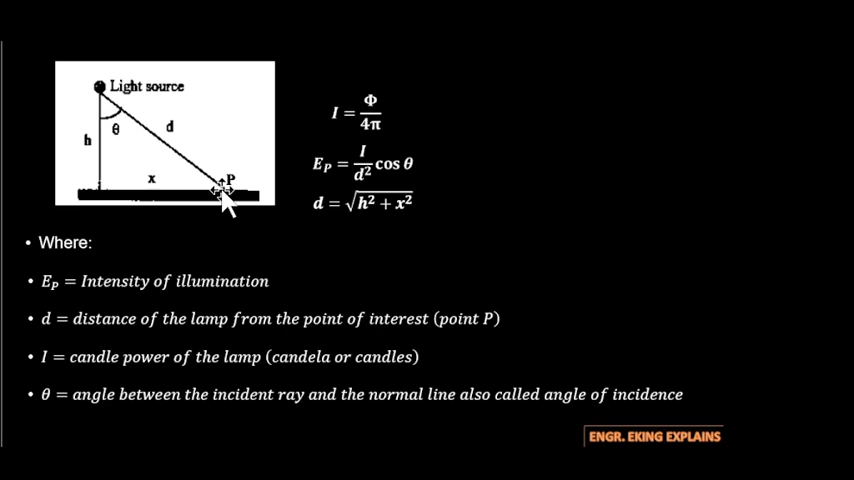 Light source
θ
d
h
x
P
I = Φ/4π
E_P = I/d² cos θ
d = √(h² + x²)
• Where:
• E_P = Intensity of illumination
• d = distance of the lamp from the point of interest (point P)
• I = candle power of the lamp (candela or candles)
• θ = angle between the incident ray and the normal line also called angle of incidence
ENGR. EKING EXPLAINS